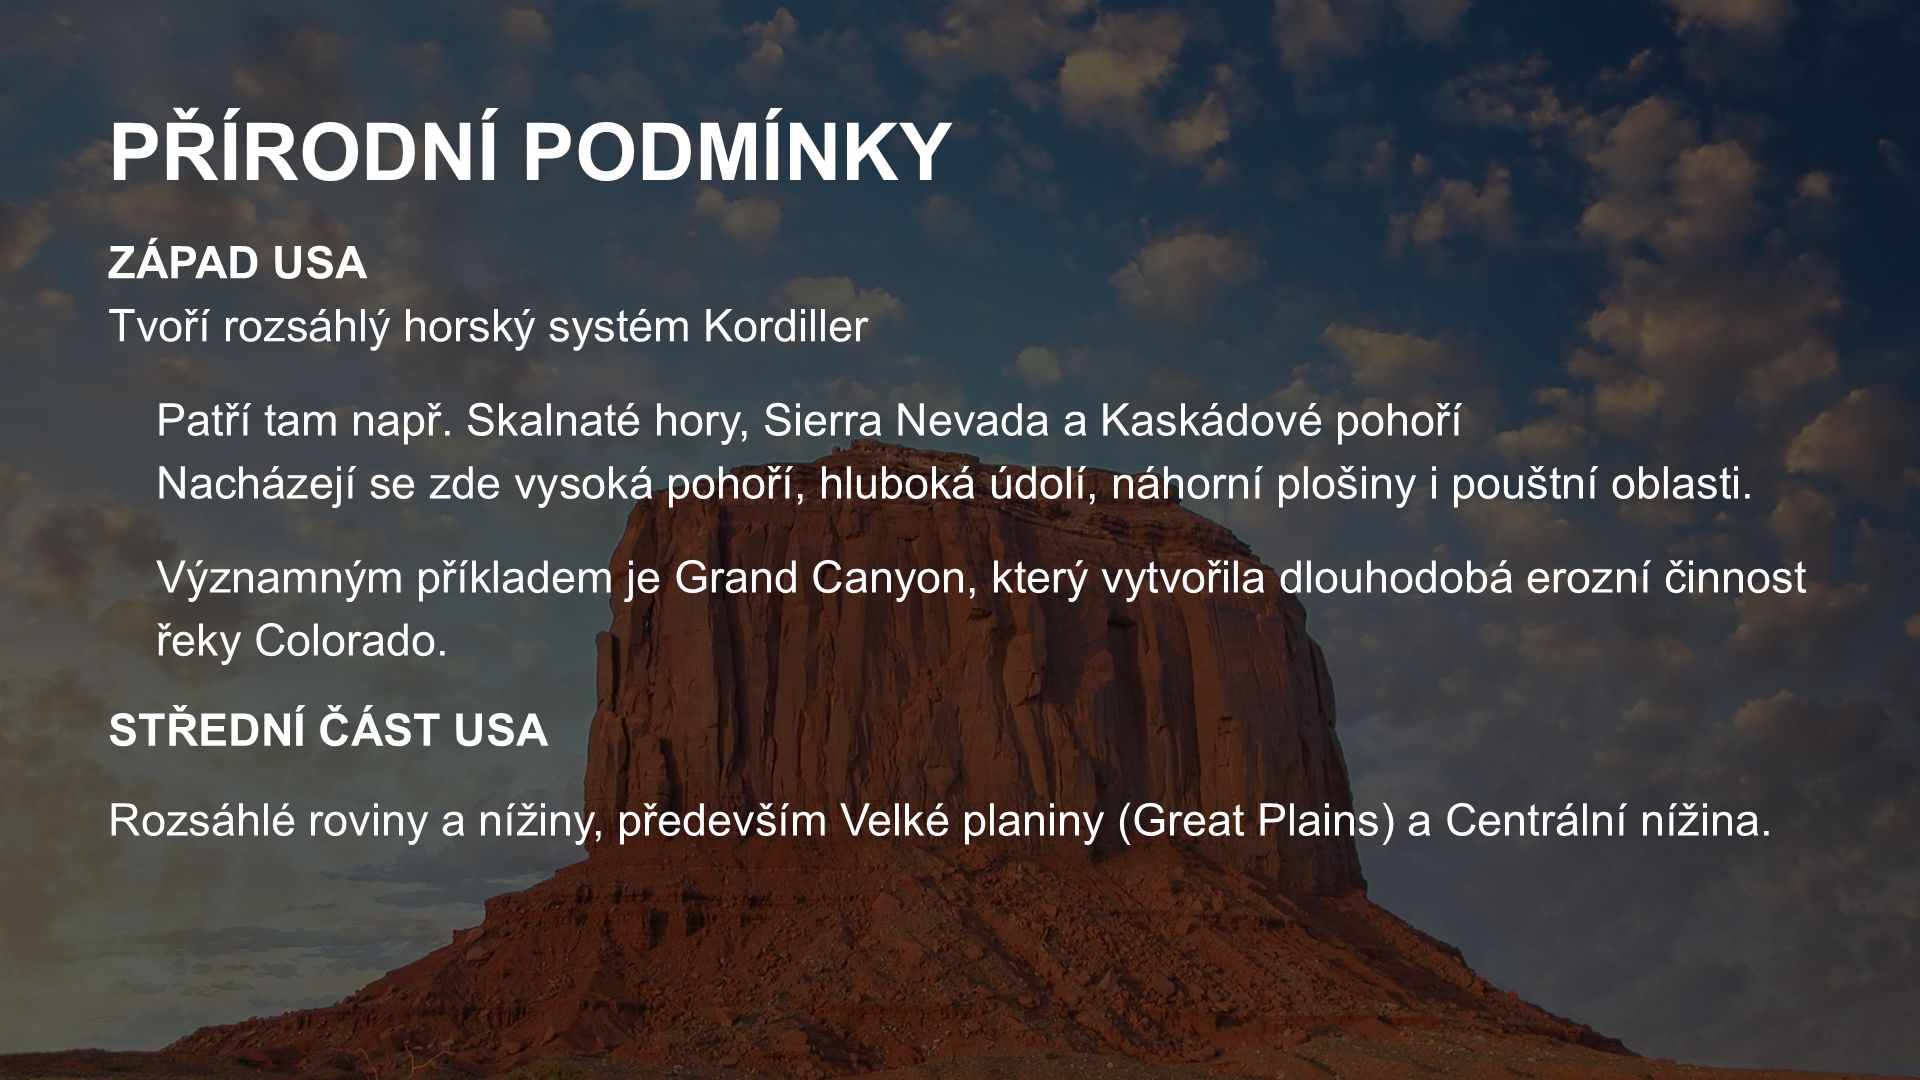 PŘÍRODNÍ PODMÍNKY
ZÁPAD USA
Tvoří rozsáhlý horský systém Kordiller
Patří tam např. Skalnaté hory, Sierra Nevada a Kaskádové pohoří
Nacházejí se zde vysoká pohoří, hluboká údolí, náhorní plošiny i pouštní oblasti.
Významným příkladem je Grand Canyon, který vytvořila dlouhodobá erozní činnost
řeky Colorado.
STŘEDNÍ ČÁST USA
Rozsáhlé roviny a nížiny, především Velké planiny (Great Plains) a Centrální nížina.